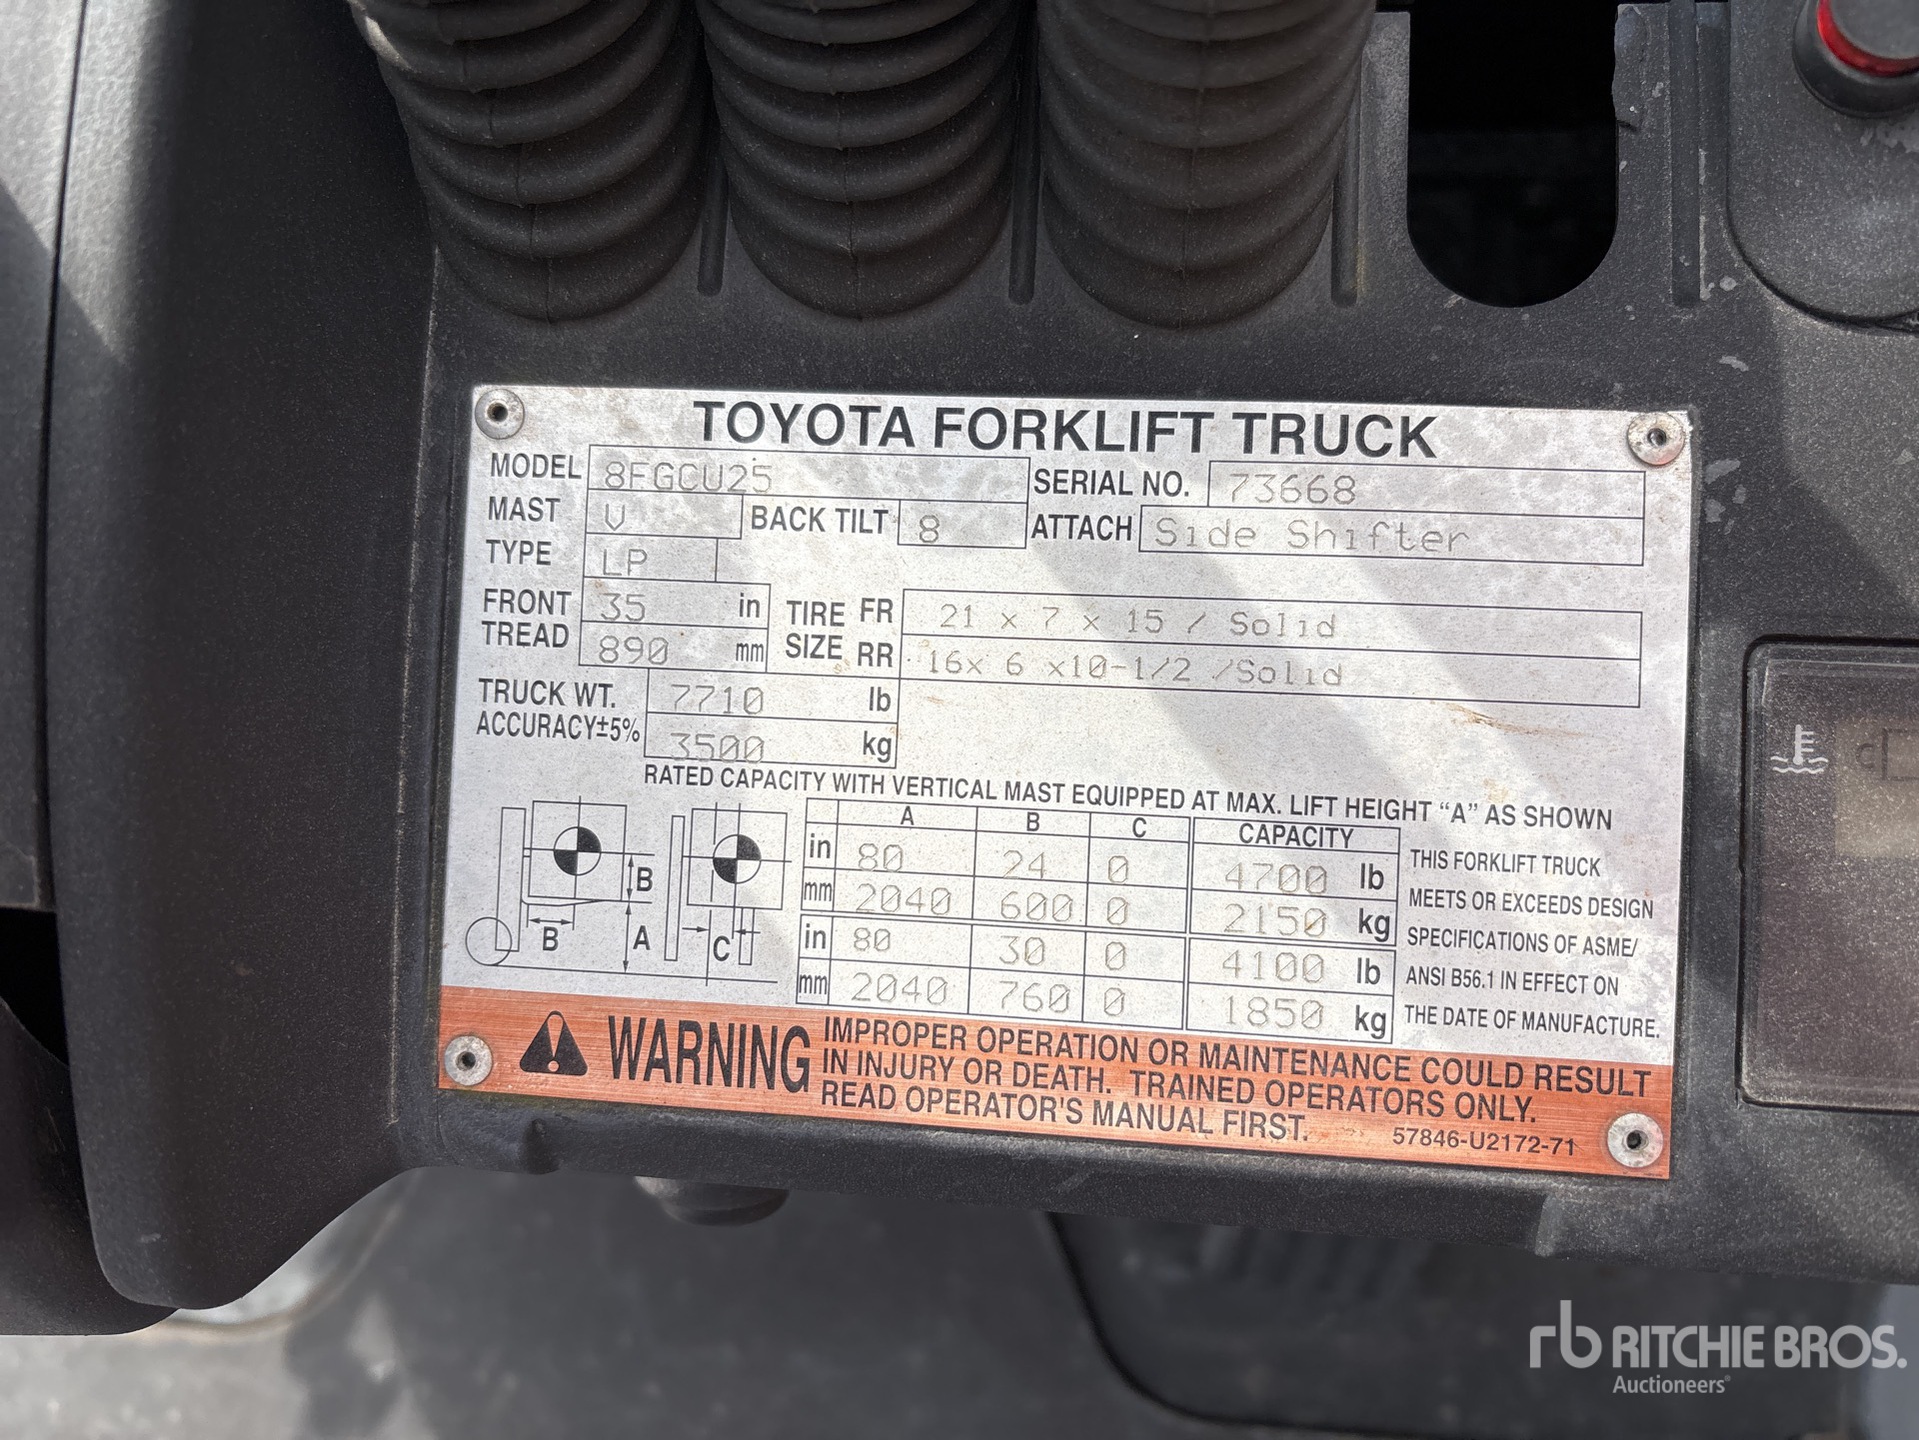 TOYOTA FORKLIFT TRUCK
MODEL 8FGCU25 SERIAL NO. 73668
MAST V BACK TILT 8 ATTACH Side Shifter
TYPE LP
FRONT TREAD 35 in TIRE SIZE FR 21 x 7 x 15 / Solid
890 mm RR 16x 6 x10-1/2 /Solid
TRUCK WT. 7710 lb
ACCURACY±5% 3500 kg
RATED CAPACITY WITH VERTICAL MAST EQUIPPED AT MAX. LIFT HEIGHT “A” AS SHOWN
A B C CAPACITY
in 80 24 0 4700 lb
mm 2040 600 0 2150 kg
in 80 30 0 4100 lb
mm 2040 760 0 1850 kg
B
B A C
THIS FORKLIFT TRUCK
MEETS OR EXCEEDS DESIGN
SPECIFICATIONS OF ASME/
ANSI B56.1 IN EFFECT ON
THE DATE OF MANUFACTURE.
WARNING
IMPROPER OPERATION OR MAINTENANCE COULD RESULT
IN INJURY OR DEATH. TRAINED OPERATORS ONLY.
READ OPERATOR'S MANUAL FIRST.
57846-U2172-71
C
rb RITCHIE BROS.
Auctioneers®